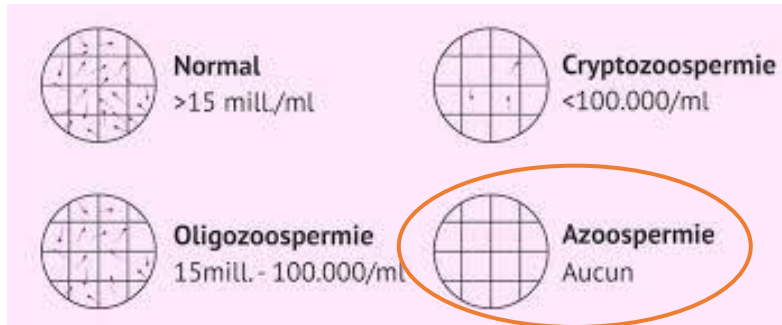 Normal
>15 mill./ml
Cryptozoospermie
<100.000/ml
Oligozoospermie
15mill. - 100.000/ml
Azoospermie
Aucun